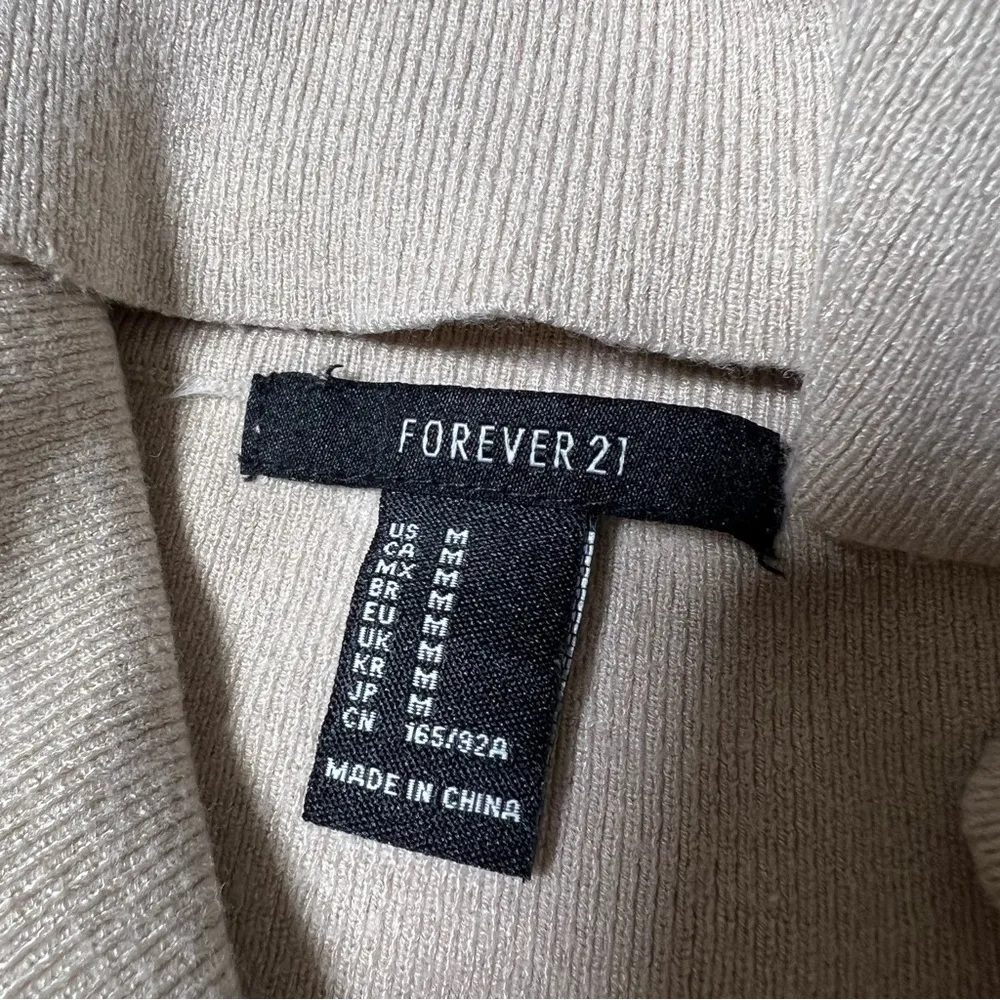 FOREVER 21
US M
CA M
MX M
BR M
EU M
UK M
KR M
JP M
CN 165/92A
MADE IN CHINA